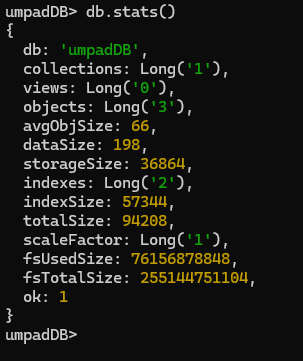 umpadDB> db.stats()
{
  db: 'umpadDB',
  collections: Long('1'),
  views: Long('0'),
  objects: Long('3'),
  avgObjSize: 66,
  dataSize: 198,
  storageSize: 36864,
  indexes: Long('2'),
  indexSize: 57344,
  totalSize: 94208,
  scaleFactor: Long('1'),
  fsUsedSize: 76156878848,
  fsTotalSize: 255144751104,
  ok: 1
}
umpadDB>